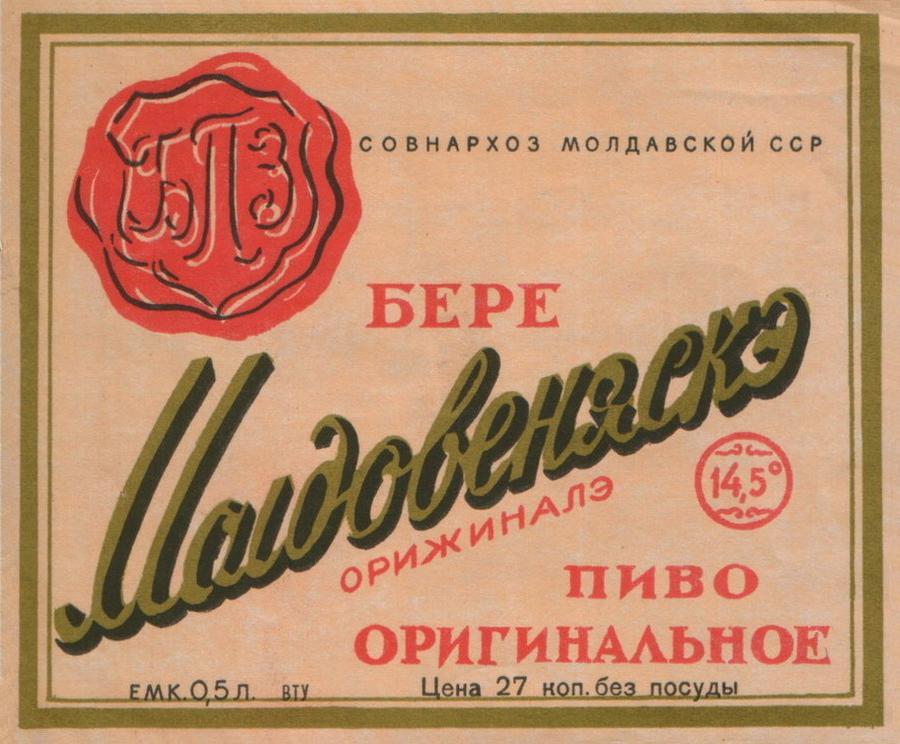 БПЗ
СОВНАРХОЗ МОЛДАВСКОЙ ССР
БЕРЕ
Молдовеняскэ
ОРИЖИНАЛЭ
14,5°
ПИВО
ОРИГИНАЛЬНОЕ
ЕМК. 0,5 Л. ВТУ
Цена 27 коп. без посуды